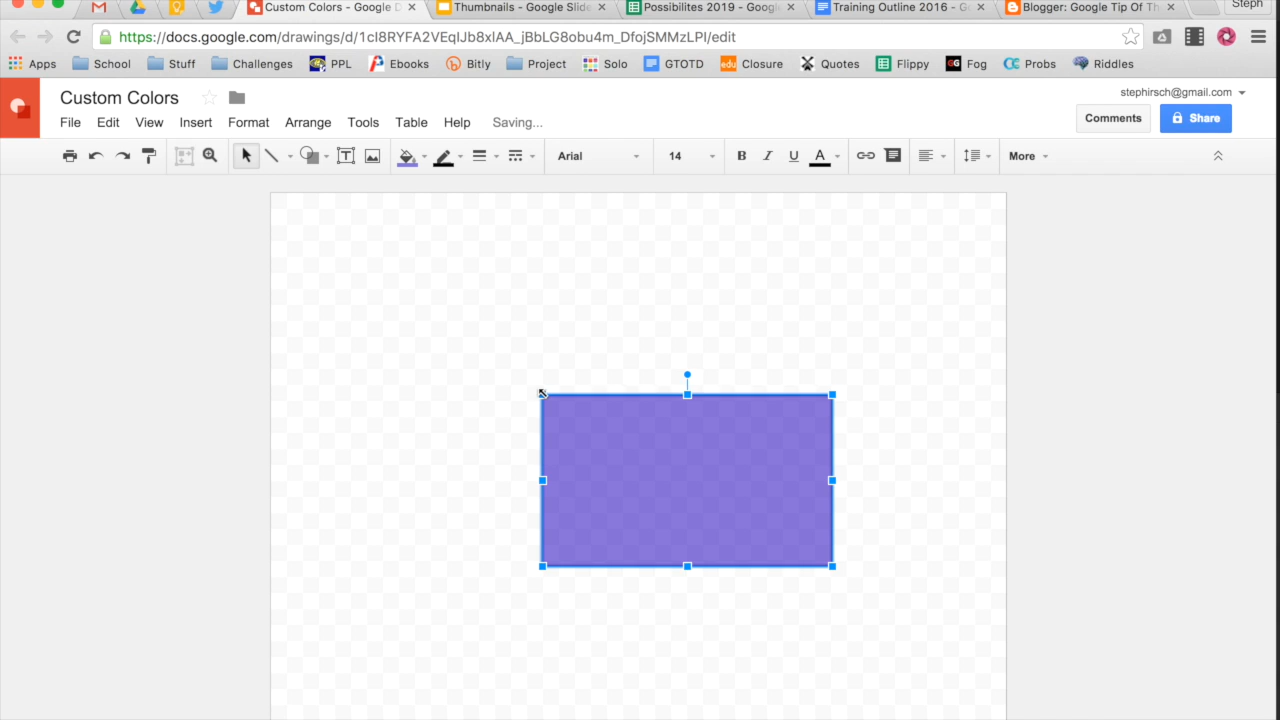 Custom Colors - Google D
Thumbnails - Google Slide
Possibilites 2019 - Google
Training Outline 2016 - G
Blogger: Google Tip Of Th
Steph
https://docs.google.com/drawings/d/1cI8RYFA2VEqIJb8xIAA_jBbLG8obu4m_DfojSMMzLPI/edit
Apps School Stuff Challenges PPL Ebooks Bitly Project Solo GTOTD Closure Quotes Flippy Fog Probs Riddles
Custom Colors
stephirsch@gmail.com
File Edit View Insert Format Arrange Tools Table Help Saving...
Comments
Share
Arial 14 B I U A More